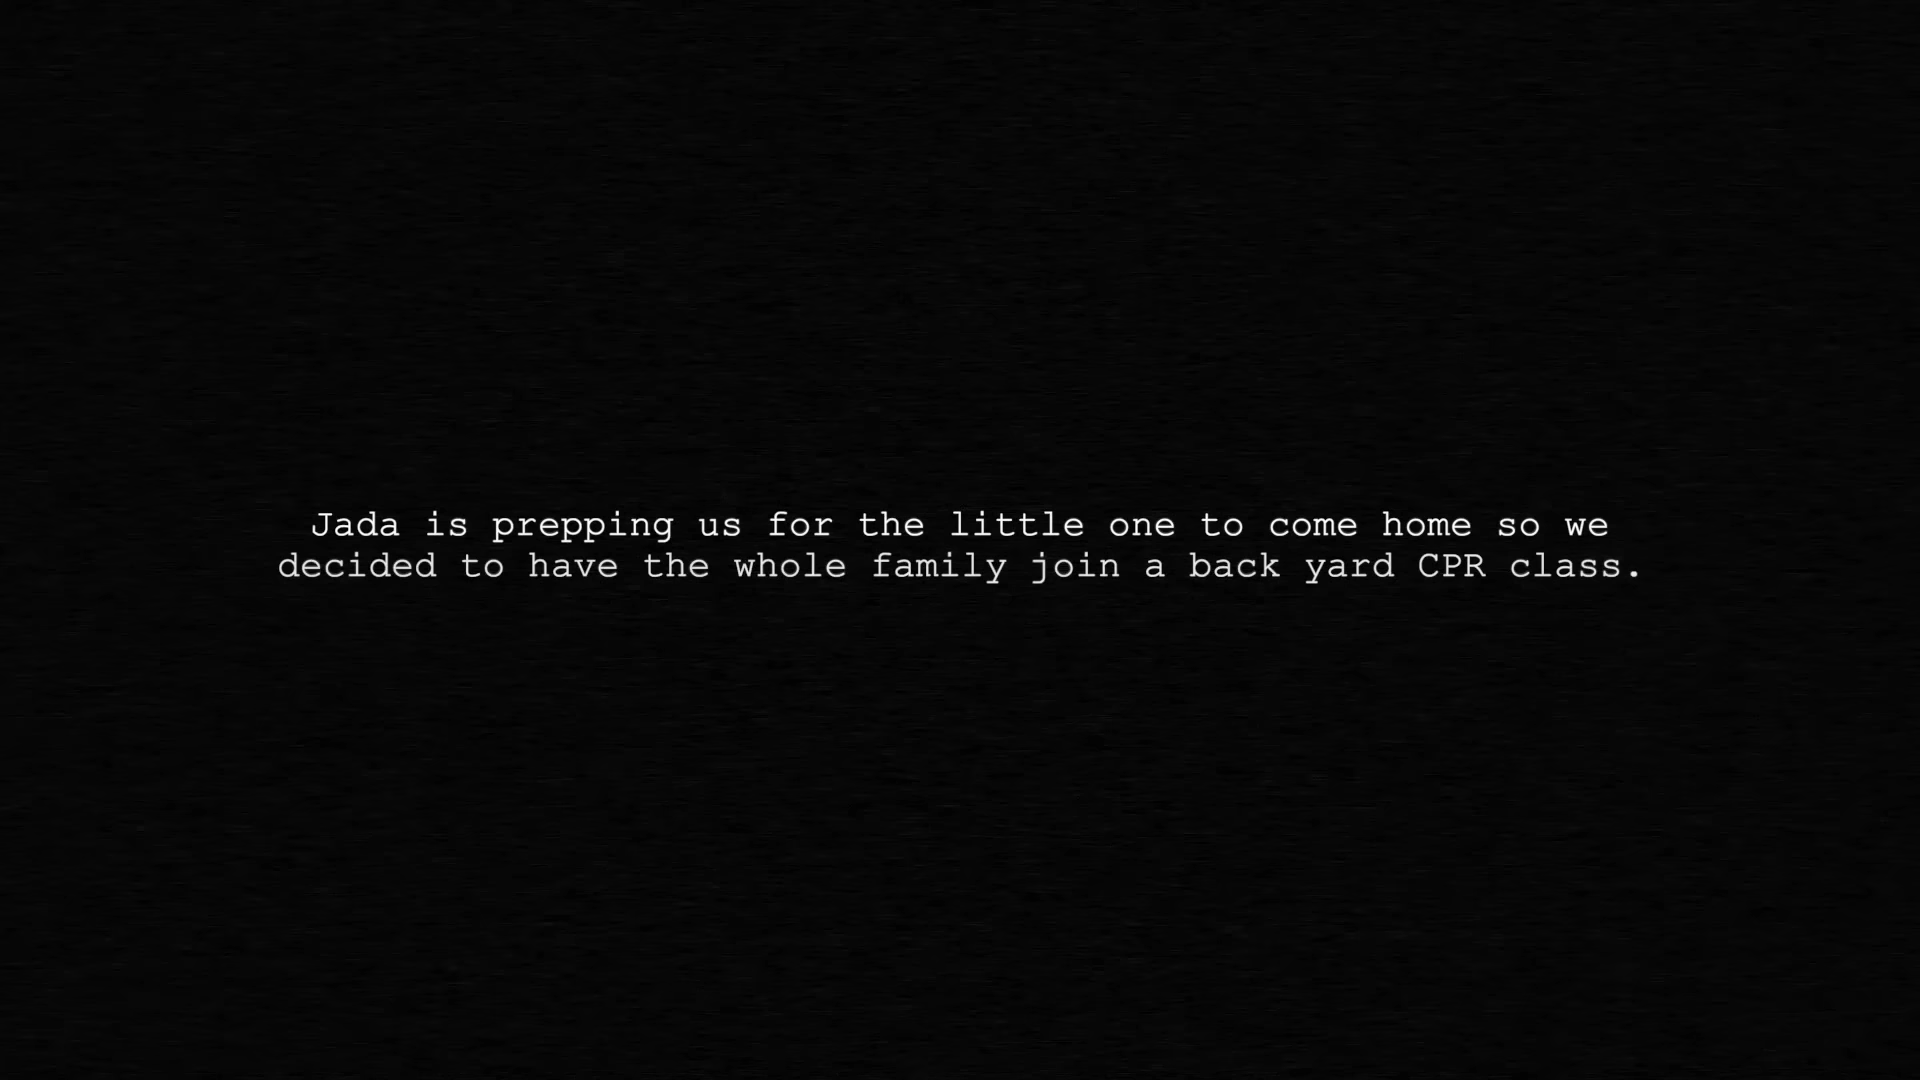 Jada is prepping us for the little one to come home so we
decided to have the whole family join a back yard CPR class.